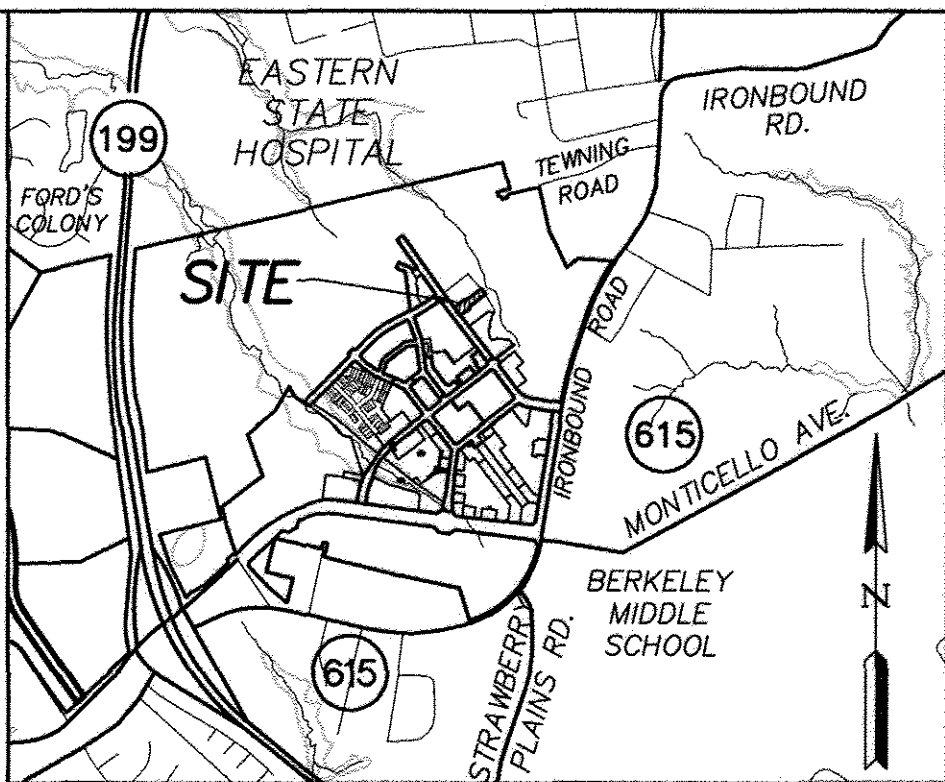 EASTERN
STATE
HOSPITAL
IRONBOUND
RD.
199
TEWNING
ROAD
FORD'S
COLONY
SITE
IRONBOUND ROAD
615
MONTICELLO AVE.
BERKELEY
MIDDLE
SCHOOL
N
615
STRAWBERRY
PLAINS RD.